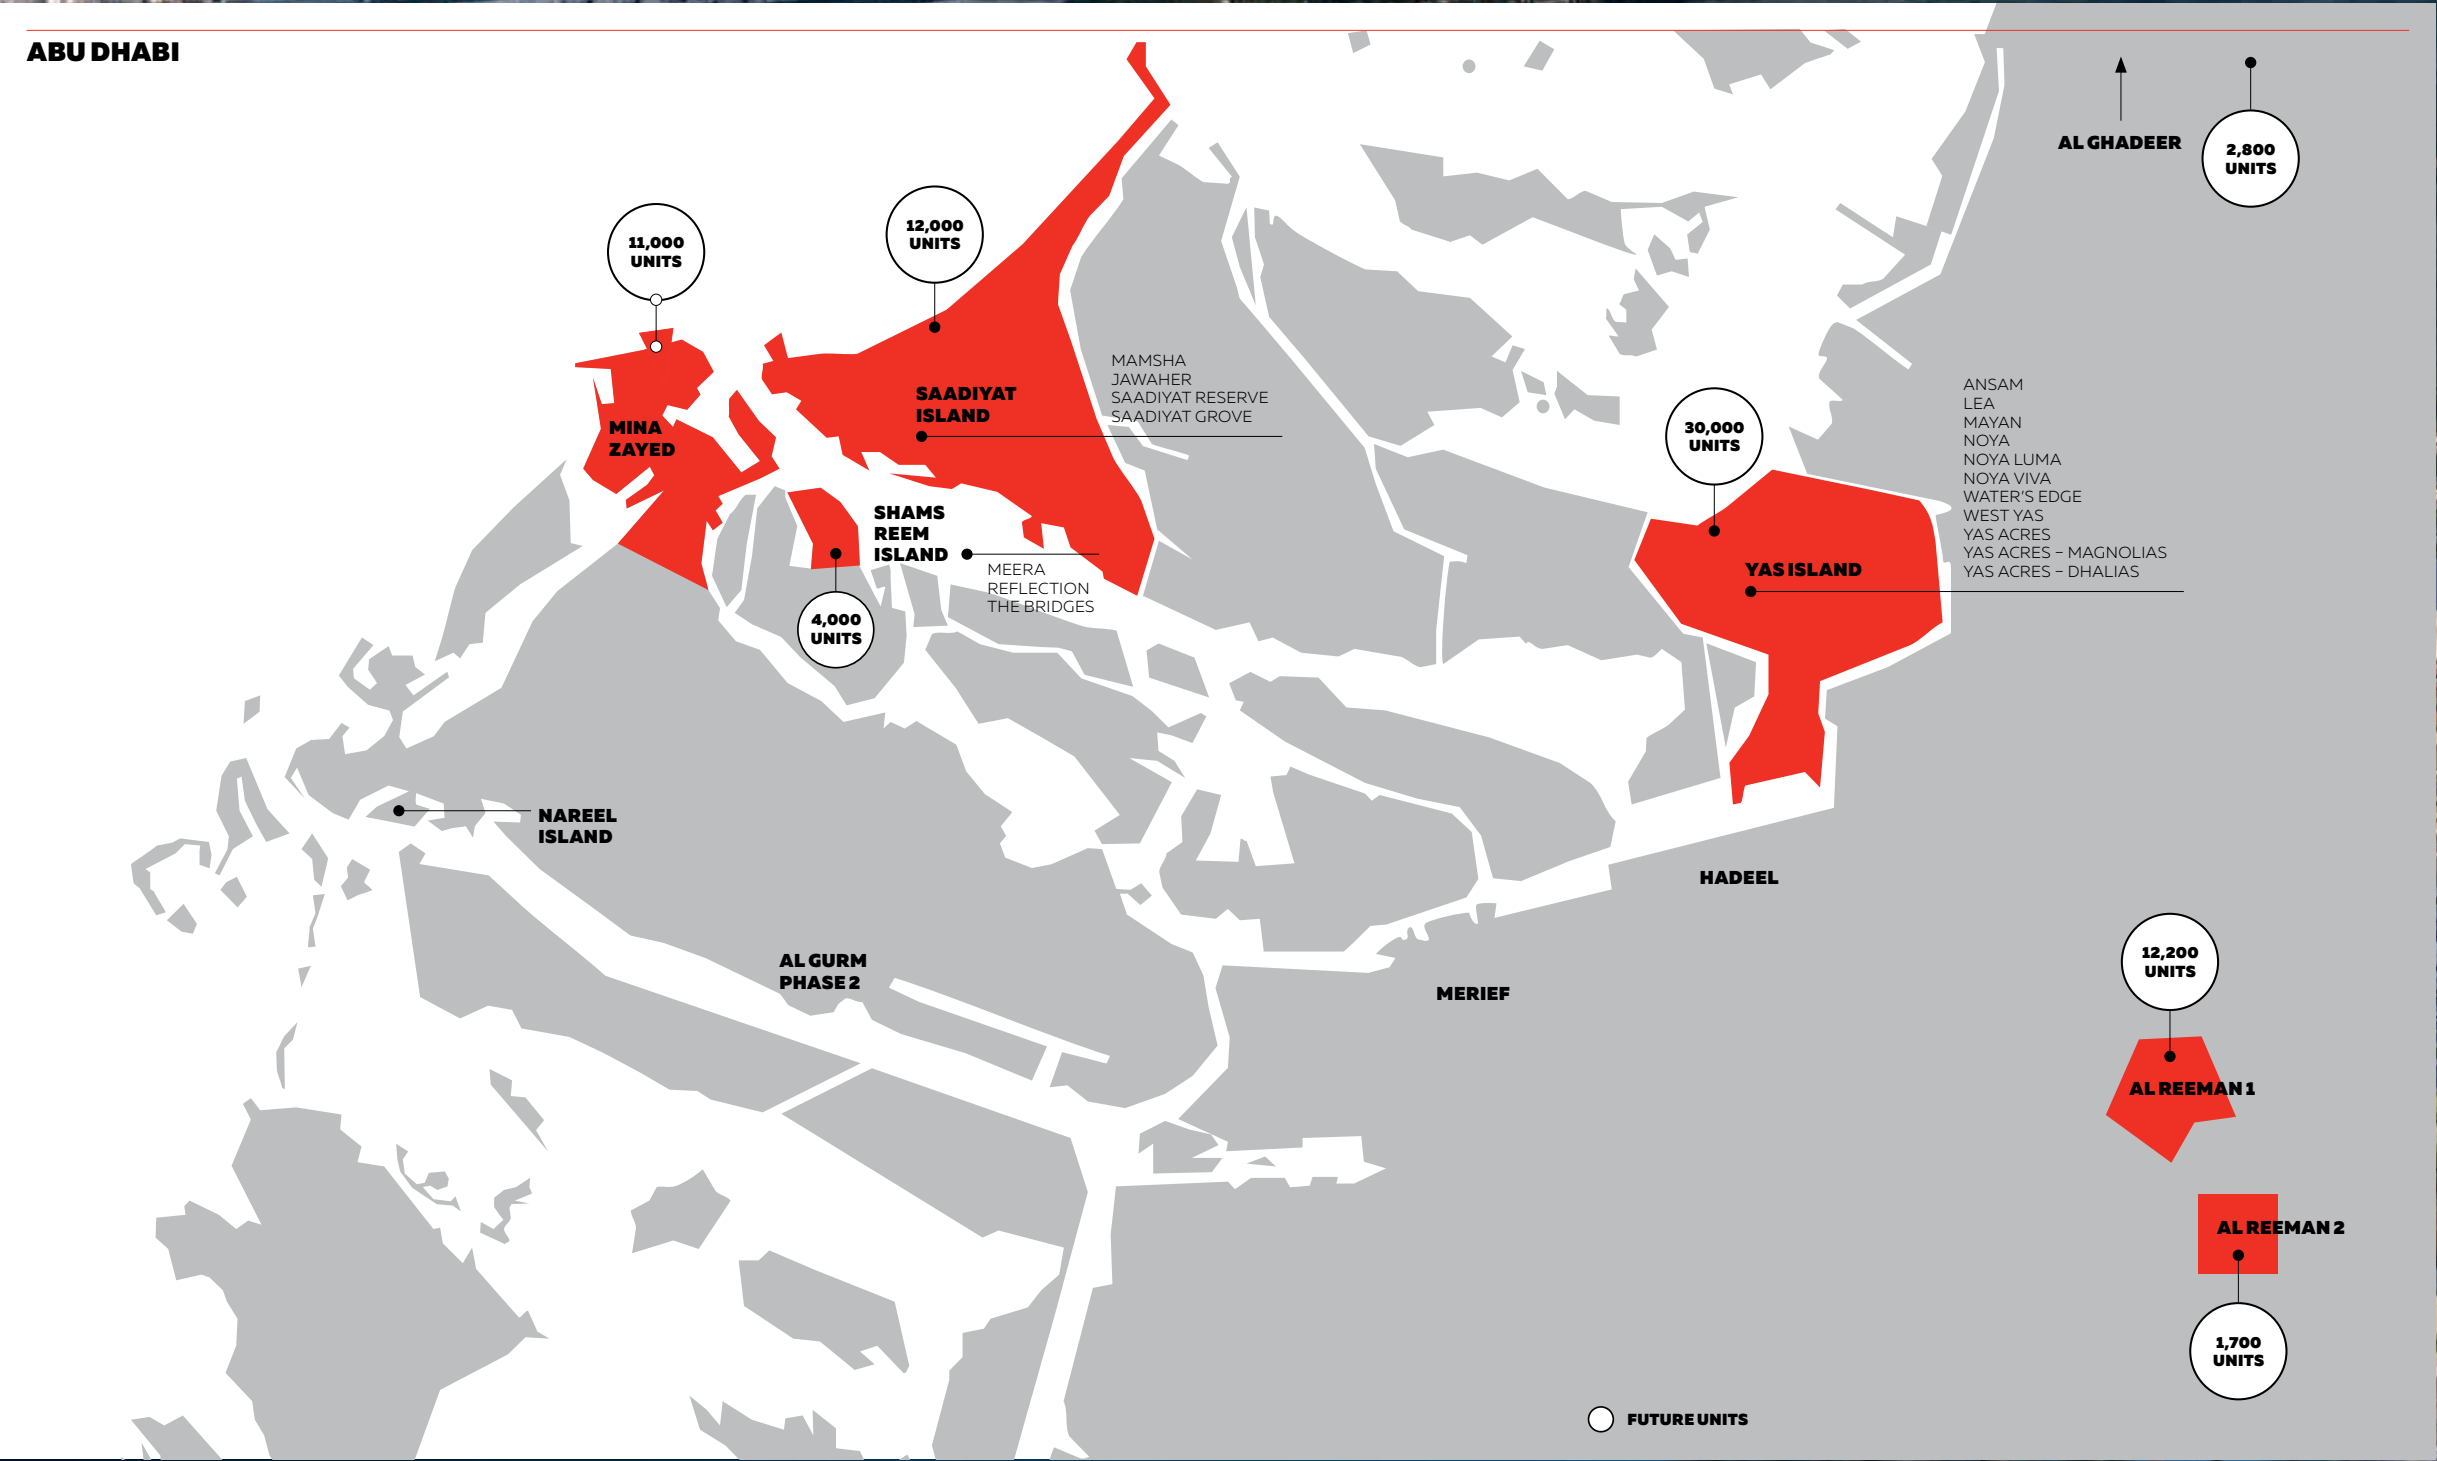 ABU DHABI
AL GHADEER
2,800
UNITS
11,000
UNITS
12,000
UNITS
SAADIYAT
ISLAND
MAMSHA
JAWAHER
SAADIYAT RESERVE
SAADIYAT GROVE
MINA
ZAYED
30,000
UNITS
ANSAM
LEA
MAYAN
NOYA
NOYA LUMA
NOYA VIVA
WATER'S EDGE
WEST YAS
YAS ACRES
YAS ACRES – MAGNOLIAS
YAS ACRES – DHALIAS
YAS ISLAND
SHAMS
REEM
ISLAND
MEERA
REFLECTION
THE BRIDGES
4,000
UNITS
NAREEL
ISLAND
HADEEL
AL GURM
PHASE 2
MERIEF
12,200
UNITS
AL REEMAN 1
AL REEMAN 2
1,700
UNITS
FUTURE UNITS